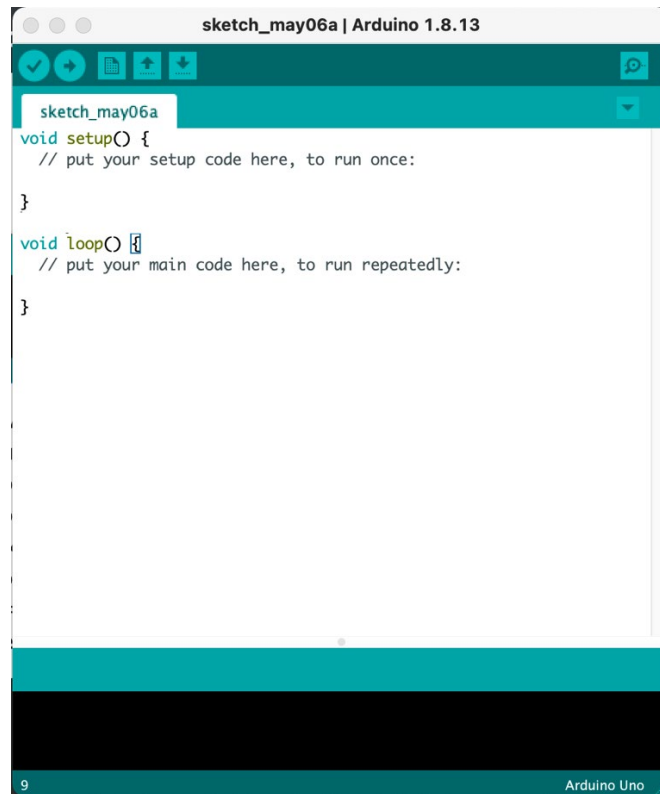 sketch_may06a | Arduino 1.8.13
sketch_may06a
void setup() {
  // put your setup code here, to run once:
}
void loop() {
  // put your main code here, to run repeatedly:
}
9 Arduino Uno